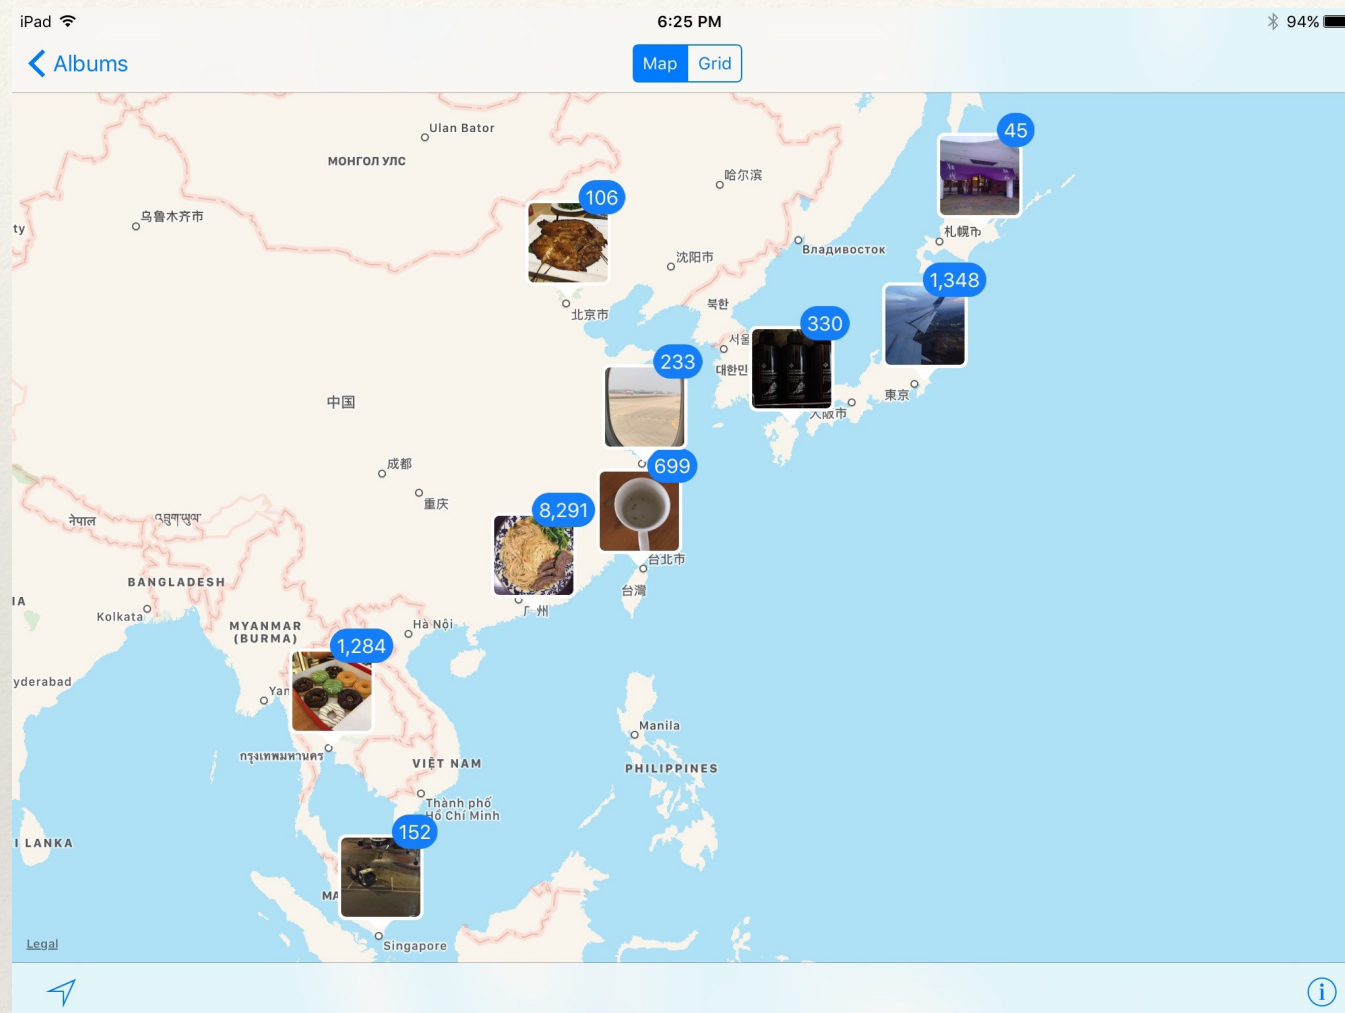 iPad
6:25 PM
94%
Albums
Map
Grid
Ulan Bator
МОНГОЛ УЛС
45
哈尔滨
106
乌鲁木齐市
ty
札幌市
Владивосток
沈阳市
1,348
북한
北京市
330
서울
233
대한민
中国
東京
大阪市
成都
699
重庆
8,291
नेपाल
台北市
BANGLADESH
台灣
IA
广州
Kolkata
MYANMAR
(BURMA)
Hà Nội
1,284
yderabad
Yan
Manila
กรุงเทพมหานคร
VIỆT NAM
PHILIPPINES
Thành phố
Hồ Chí Minh
152
I LANKA
MA
Legal
Singapore